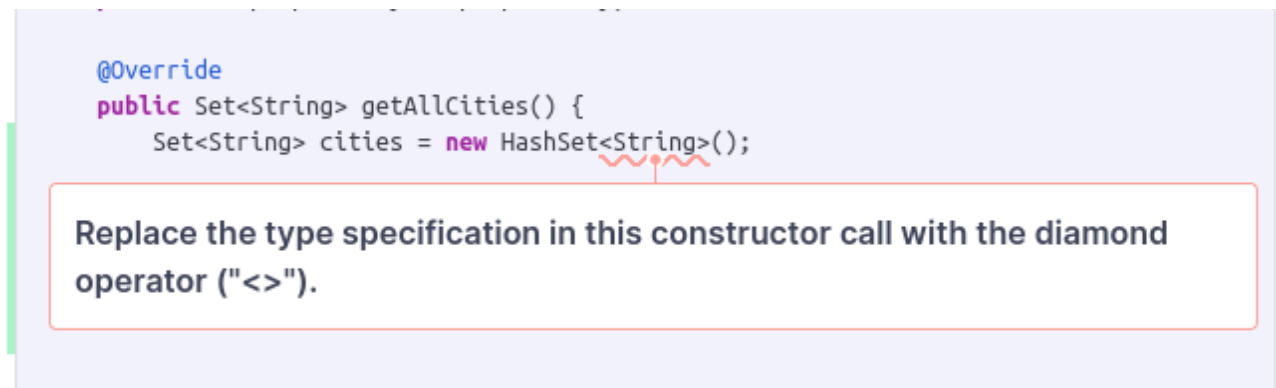 @Override
public Set<String> getAllCities() {
Set<String> cities = new HashSet<String>();
Replace the type specification in this constructor call with the diamond
operator ("<>").